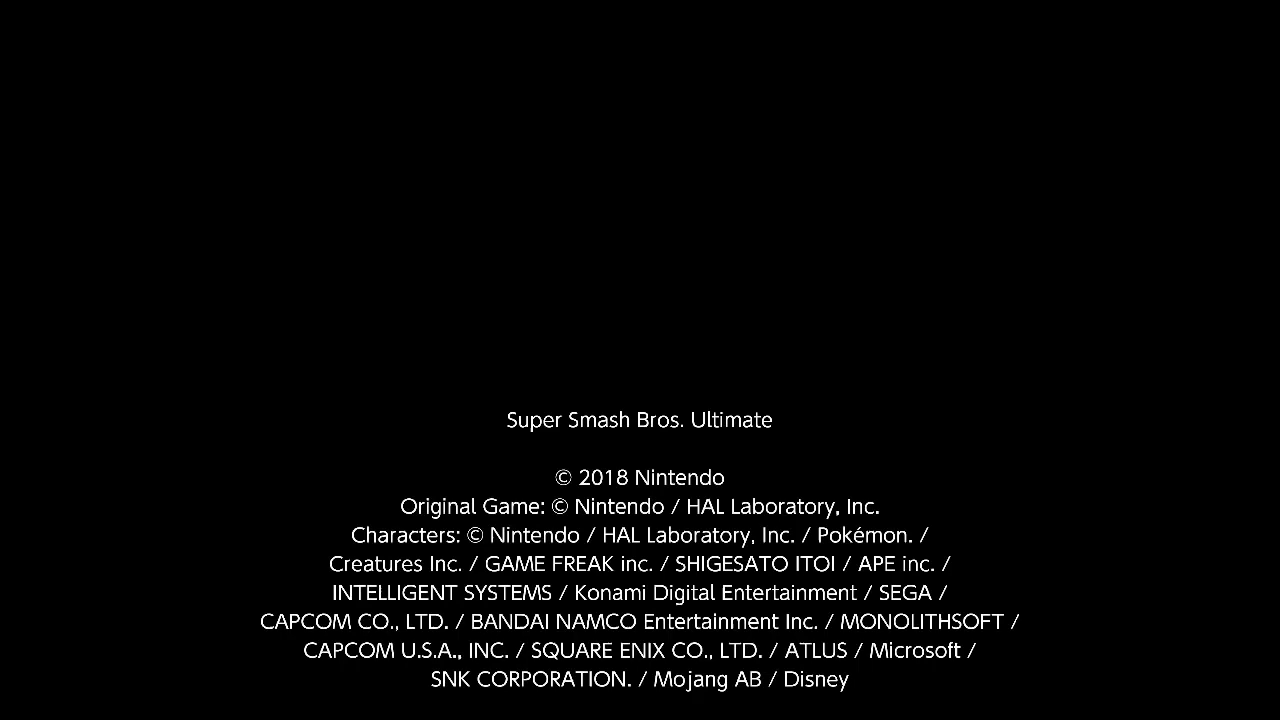 Super Smash Bros. Ultimate
© 2018 Nintendo
Original Game: © Nintendo / HAL Laboratory, Inc.
Characters: © Nintendo / HAL Laboratory, Inc. / Pokémon. /
Creatures Inc. / GAME FREAK inc. / SHIGESATO ITOI / APE inc. /
INTELLIGENT SYSTEMS / Konami Digital Entertainment / SEGA /
CAPCOM CO., LTD. / BANDAI NAMCO Entertainment Inc. / MONOLITHSOFT /
CAPCOM U.S.A., INC. / SQUARE ENIX CO., LTD. / ATLUS / Microsoft /
SNK CORPORATION. / Mojang AB / Disney